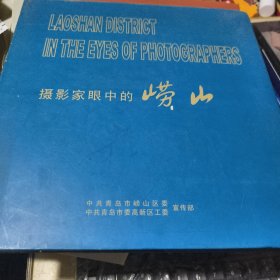 LAOSHAN DISTRICT
IN THE EYES OF PHOTOGRAPHERS
摄影家眼中的 崂山
中共青岛市崂山区委
中共青岛市委高新区工委 宣传部